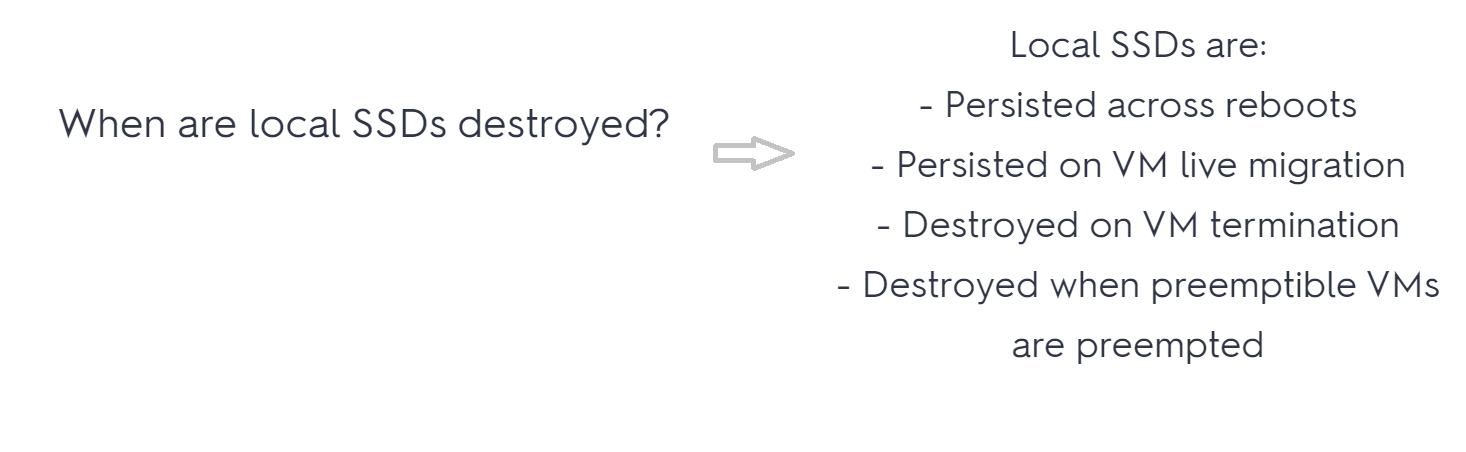 When are local SSDs destroyed?
Local SSDs are:
- Persisted across reboots
- Persisted on VM live migration
- Destroyed on VM termination
- Destroyed when preemptible VMs
are preempted